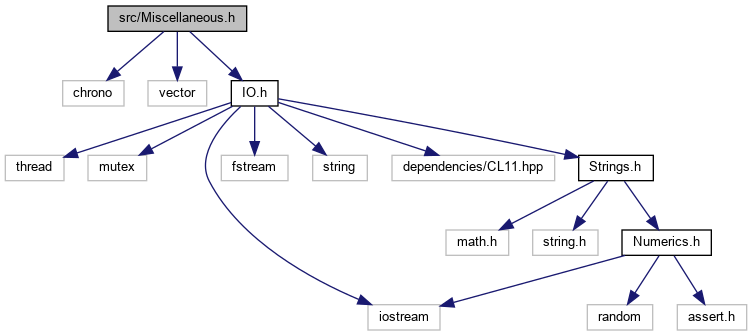 src/Miscellaneous.h
chrono
vector
IO.h
thread
mutex
fstream
string
dependencies/CL11.hpp
Strings.h
math.h
string.h
Numerics.h
iostream
random
assert.h